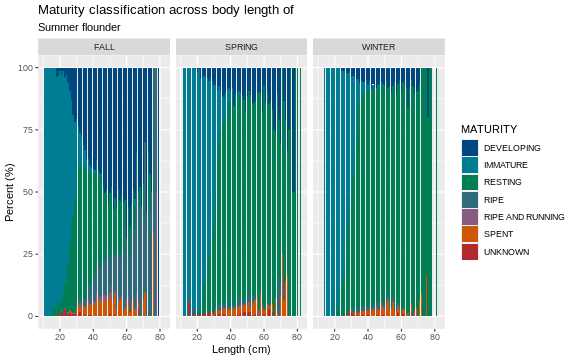 Maturity classification across body length of
Summer flounder
FALL
SPRING
WINTER
100
75
50
25
0
Percent (%)
20 40 60 80
20 40 60 80
20 40 60 80
Length (cm)
MATURITY
DEVELOPING
IMMATURE
RESTING
RIPE
RIPE AND RUNNING
SPENT
UNKNOWN